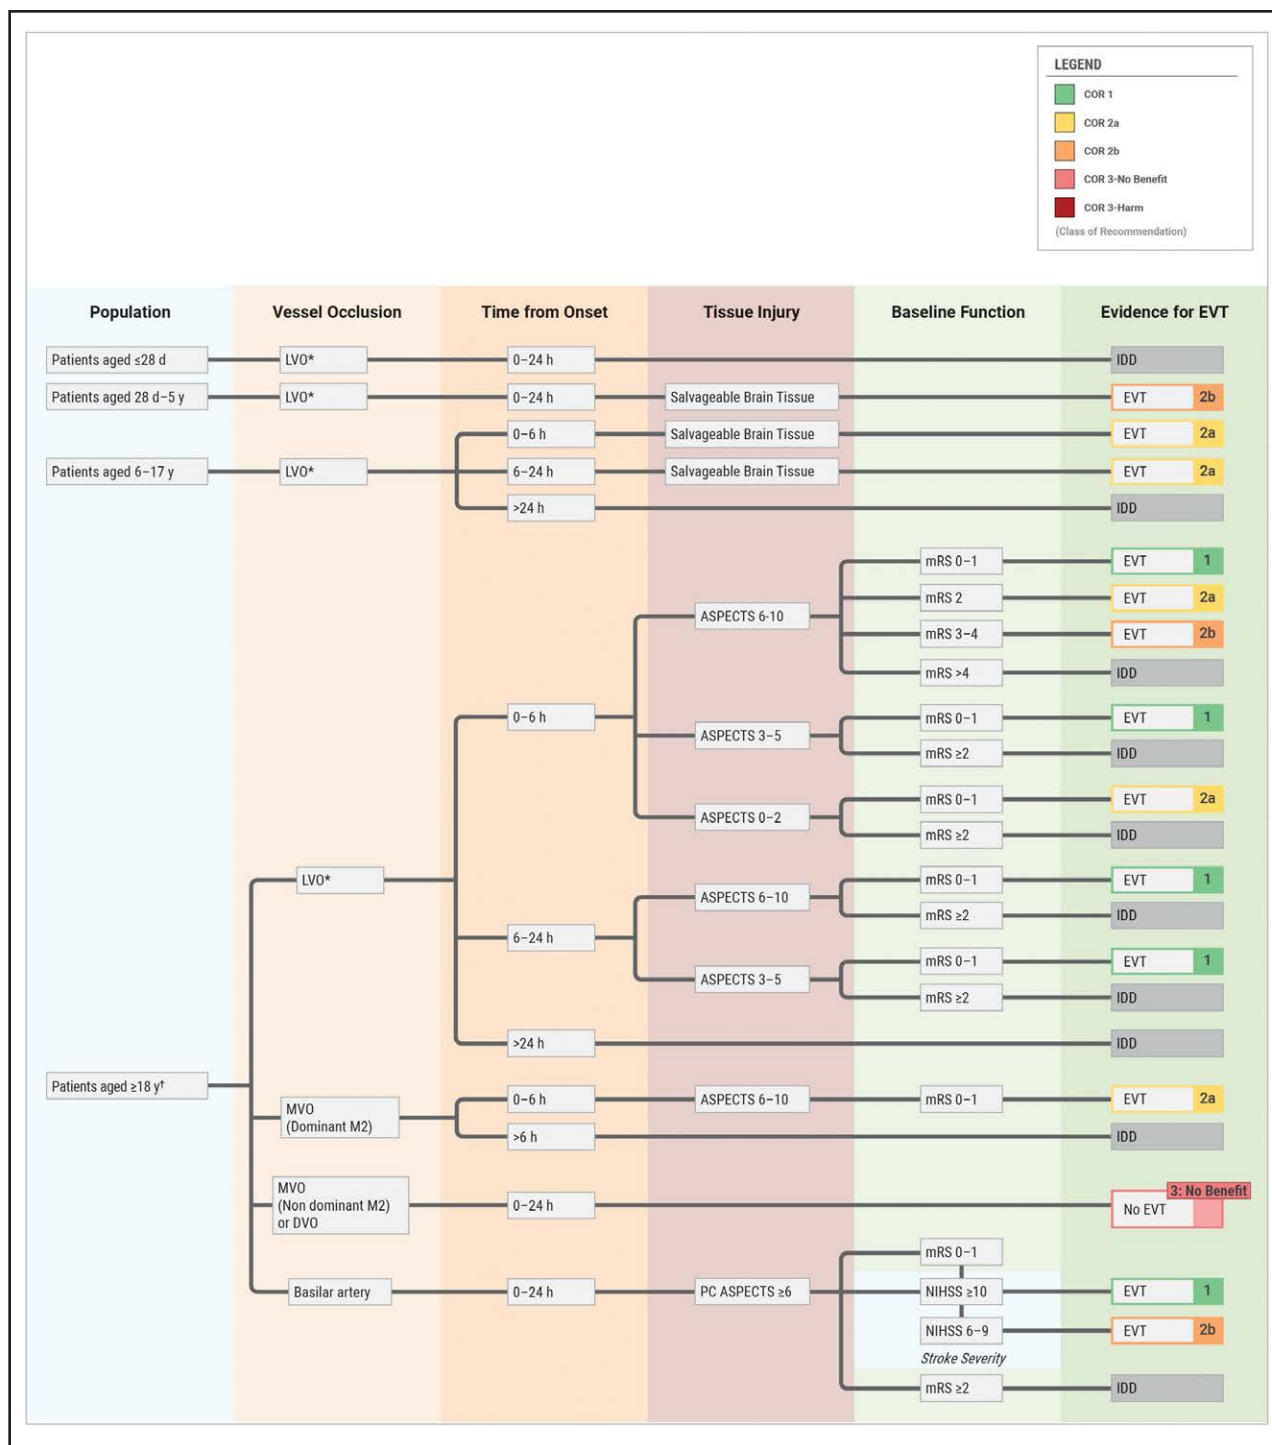 LEGEND
COR 1
COR 2a
COR 2b
COR 3-No Benefit
COR 3-Harm
(Class of Recommendation)
Population Vessel Occlusion Time from Onset Tissue Injury Baseline Function Evidence for EVT
Patients aged ≤28 d LVO* 0–24 h IDD
Patients aged 28 d–5 y LVO* 0–24 h Salvageable Brain Tissue EVT 2b
0–6 h Salvageable Brain Tissue EVT 2a
Patients aged 6–17 y LVO* 6–24 h Salvageable Brain Tissue EVT 2a
>24 h IDD
mRS 0–1 EVT 1
mRS 2 EVT 2a
ASPECTS 6-10
mRS 3–4 EVT 2b
mRS >4 IDD
0–6 h mRS 0–1 EVT 1
ASPECTS 3–5
mRS ≥2 IDD
mRS 0–1 EVT 2a
ASPECTS 0–2
mRS ≥2 IDD
LVO* mRS 0–1 EVT 1
ASPECTS 6–10
mRS ≥2 IDD
6–24 h
mRS 0–1 EVT 1
ASPECTS 3–5
mRS ≥2 IDD
>24 h IDD
Patients aged ≥18 y†
MVO
(Dominant M2)
0–6 h ASPECTS 6–10 mRS 0–1 EVT 2a
>6 h IDD
MVO
(Non dominant M2)
or DVO
0–24 h No EVT 3: No Benefit
mRS 0–1
Basilar artery 0–24 h PC ASPECTS ≥6 NIHSS ≥10 EVT 1
NIHSS 6–9 EVT 2b
Stroke Severity
mRS ≥2 IDD